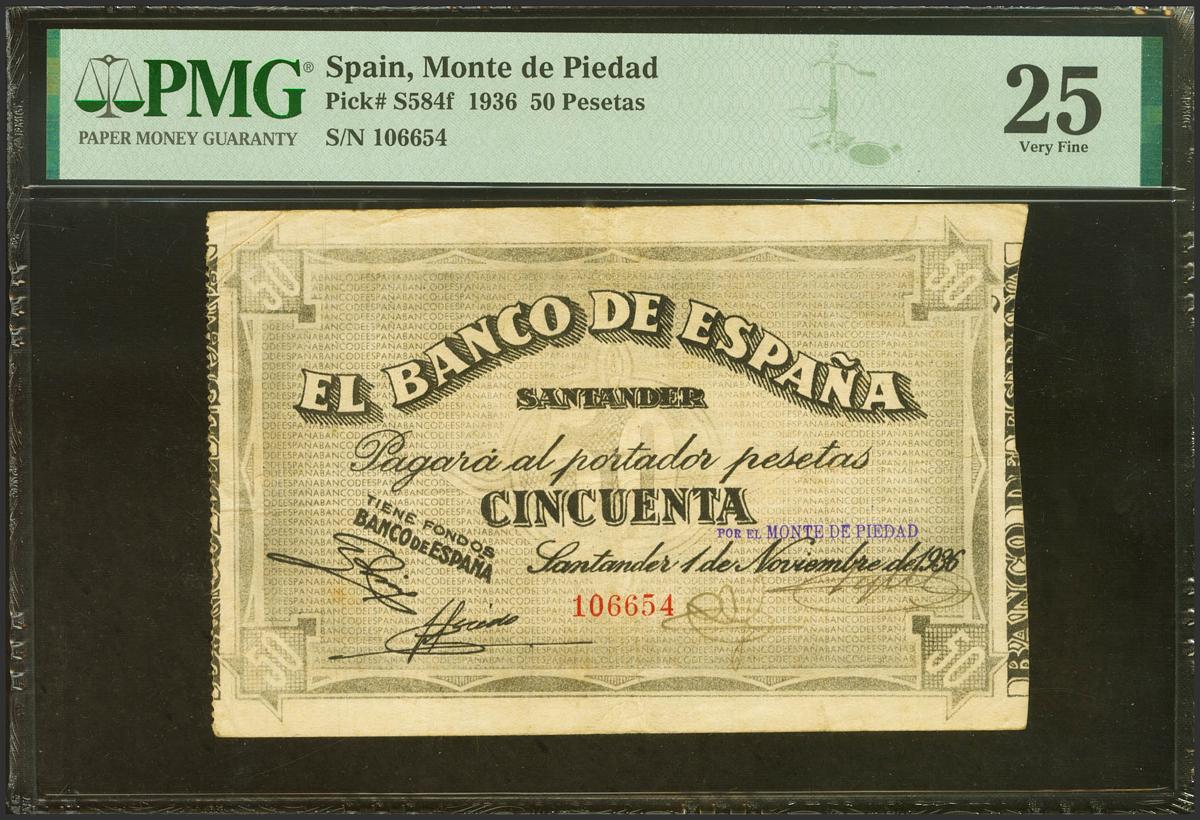 PMG®
PAPER MONEY GUARANTY
Spain, Monte de Piedad
Pick# S584f 1936 50 Pesetas
S/N 106654
25
Very Fine
50
50
EL BANCO DE ESPAÑA
SANTANDER
50
Pagará al portador pesetas
CINCUENTA
TIENE FONDOS
BANCO DE ESPAÑA
POR EL MONTE DE PIEDAD
Santander 1 de Noviembre de 1936
106654
50
50